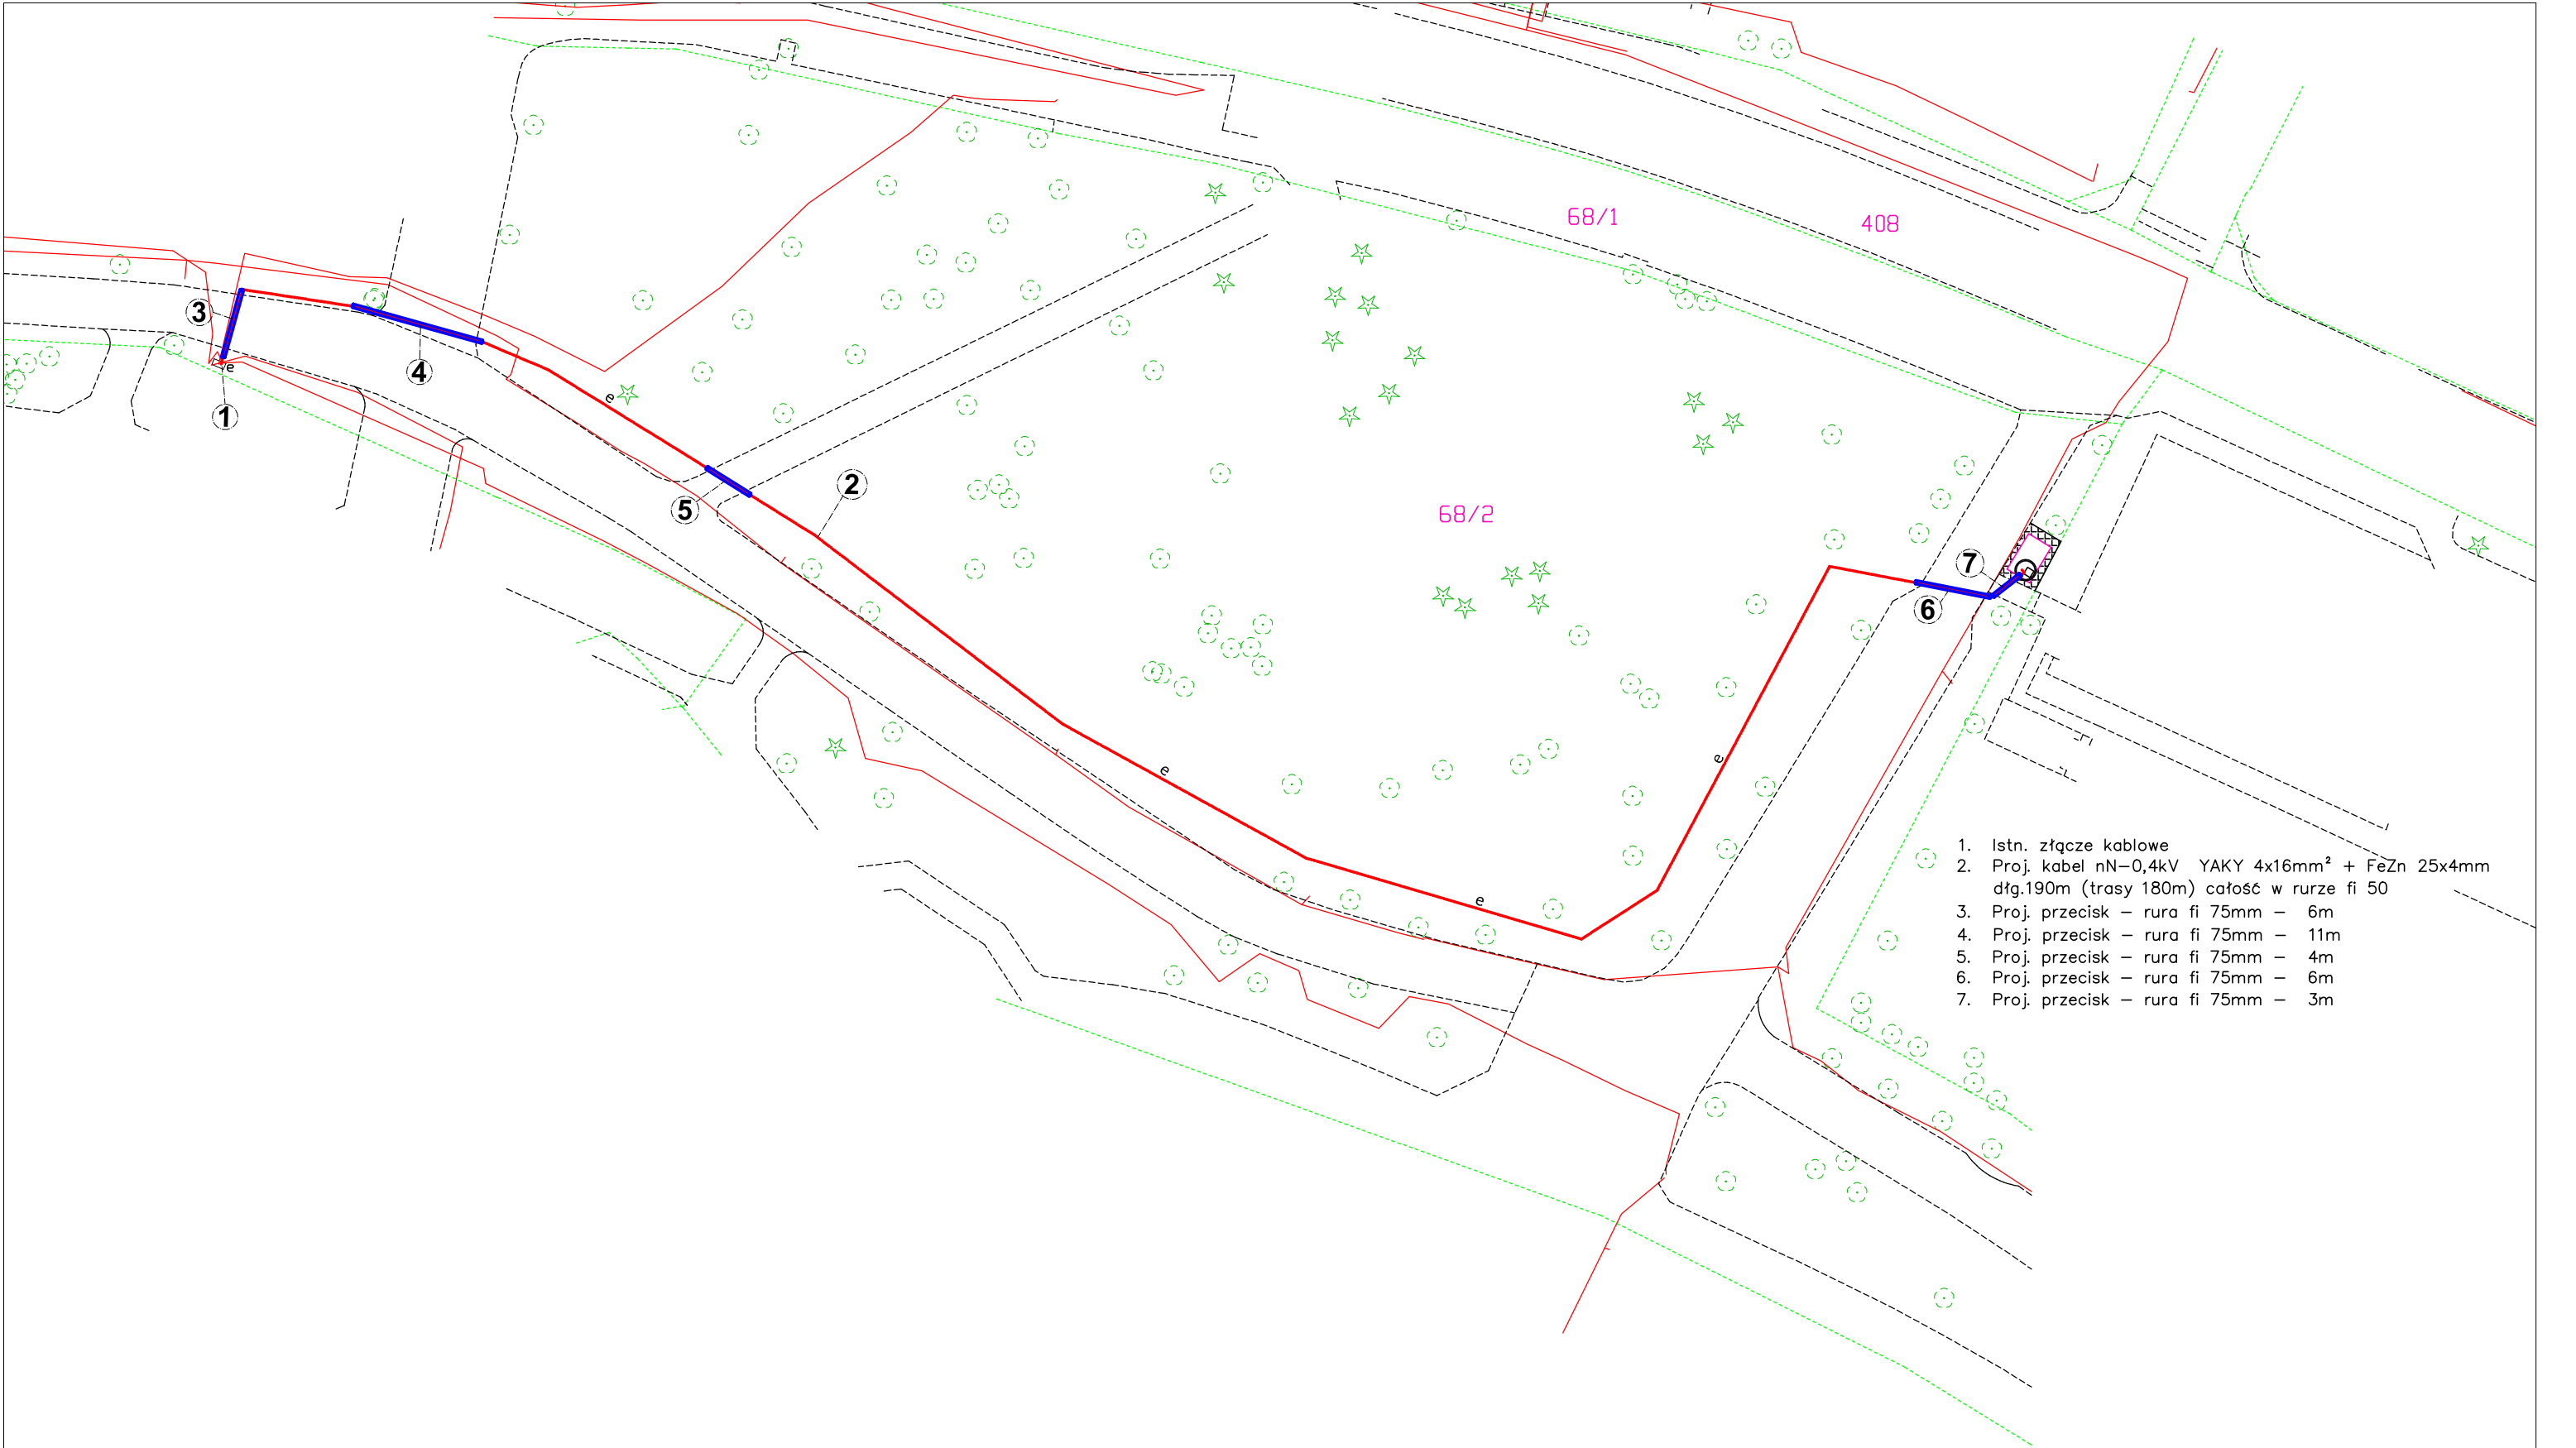 68/1
408
3
e
4
1
e
2
5
68/2
7
6
e
e
e
1. Istn. złącze kablowe
2. Proj. kabel nN-0,4kV YAKY 4x16mm² + FeZn 25x4mm
dłg.190m (trasy 180m) całość w rurze fi 50
3. Proj. przecisk – rura fi 75mm – 6m
4. Proj. przecisk – rura fi 75mm – 11m
5. Proj. przecisk – rura fi 75mm – 4m
6. Proj. przecisk – rura fi 75mm – 6m
7. Proj. przecisk – rura fi 75mm – 3m